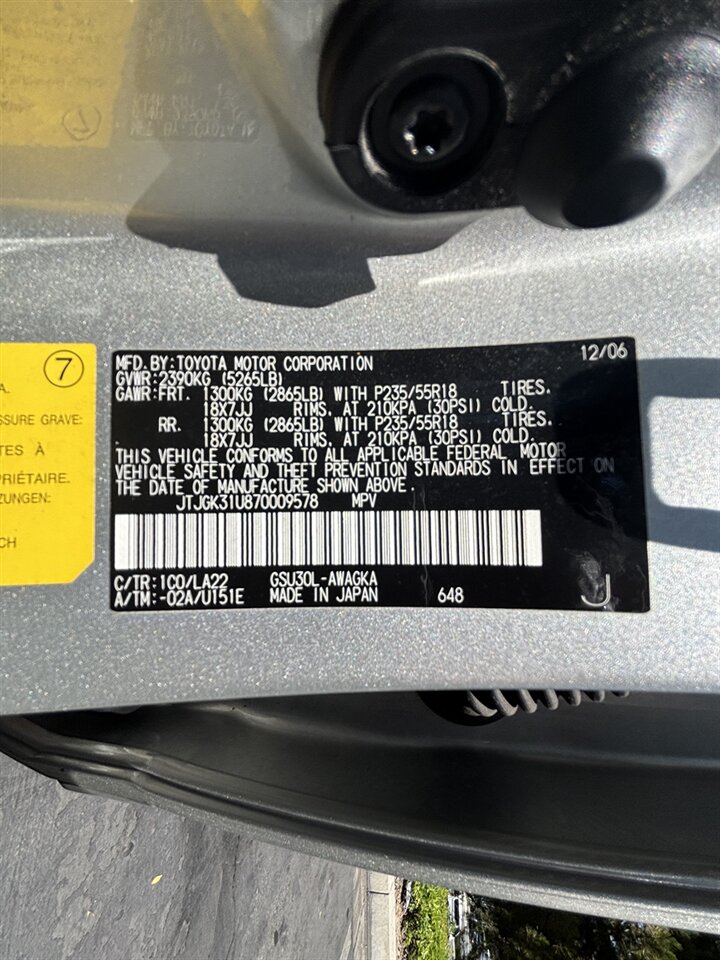 7
A.
SSURE GRAVE:
TES À
PRIÉTAIRE.
ZUNGEN:
CH
MFD.BY:TOYOTA MOTOR CORPORATION 12/06
GVWR:2390KG (5265LB)
GAWR:FRT. 1300KG (2865LB) WITH P235/55R18 TIRES.
18X7JJ RIMS, AT 210KPA (30PSI) COLD.
RR. 1300KG (2865LB) WITH P235/55R18 TIRES.
18X7JJ RIMS, AT 210KPA (30PSI) COLD.
THIS VEHICLE CONFORMS TO ALL APPLICABLE FEDERAL MOTOR
VEHICLE SAFETY AND THEFT PREVENTION STANDARDS IN EFFECT ON
THE DATE OF MANUFACTURE SHOWN ABOVE.
JTJGK31U870009578 MPV
C/TR:1C0/LA22 GSU30L-AWAGKA
A/TM:-02A/U151E MADE IN JAPAN 648 J